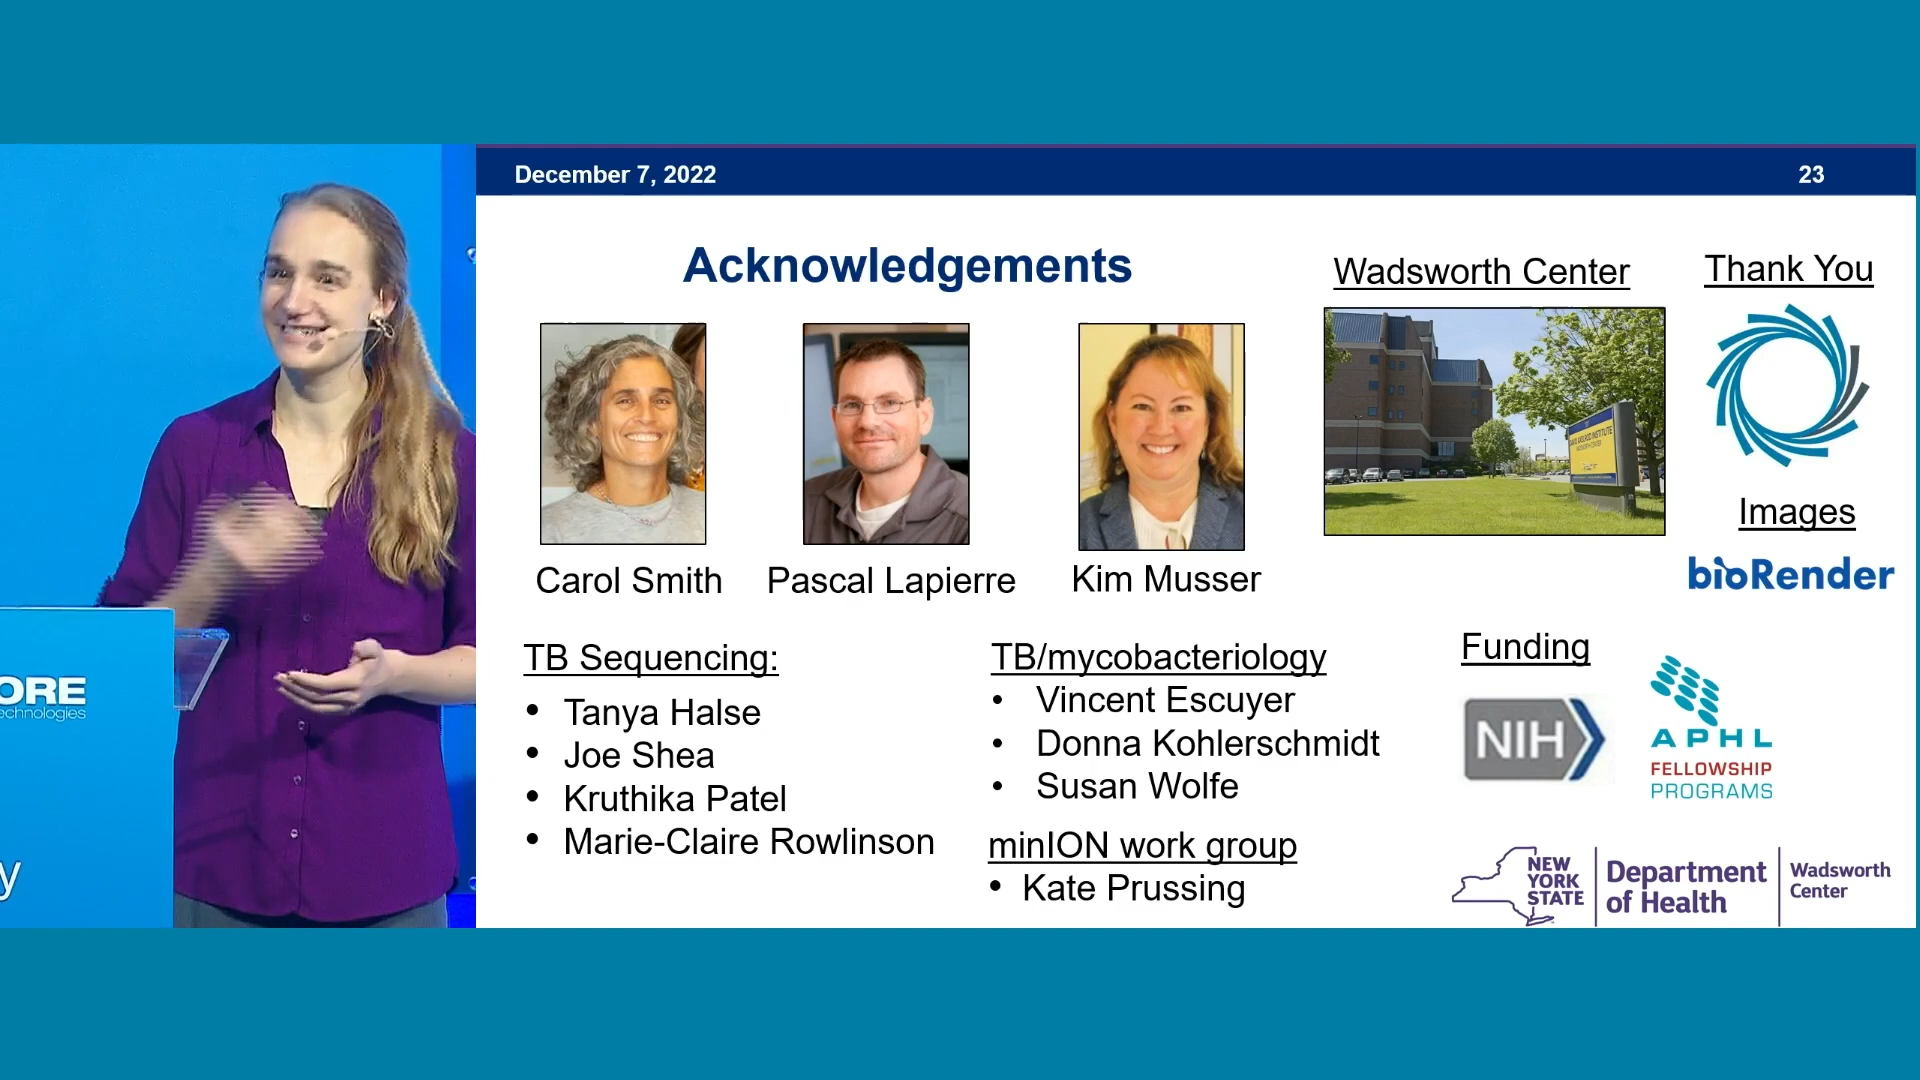 December 7, 2022
23
Acknowledgements
Wadsworth Center
Thank You
Carol Smith
Pascal Lapierre
Kim Musser
Images
bioRender
TB Sequencing:
• Tanya Halse
• Joe Shea
• Kruthika Patel
• Marie-Claire Rowlinson
TB/mycobacteriology
• Vincent Escuyer
• Donna Kohlerschmidt
• Susan Wolfe
minION work group
• Kate Prussing
Funding
NIH
APHL
FELLOWSHIP
PROGRAMS
NEW
YORK
STATE
Department
of Health
Wadsworth
Center
ORE
echnologies
y